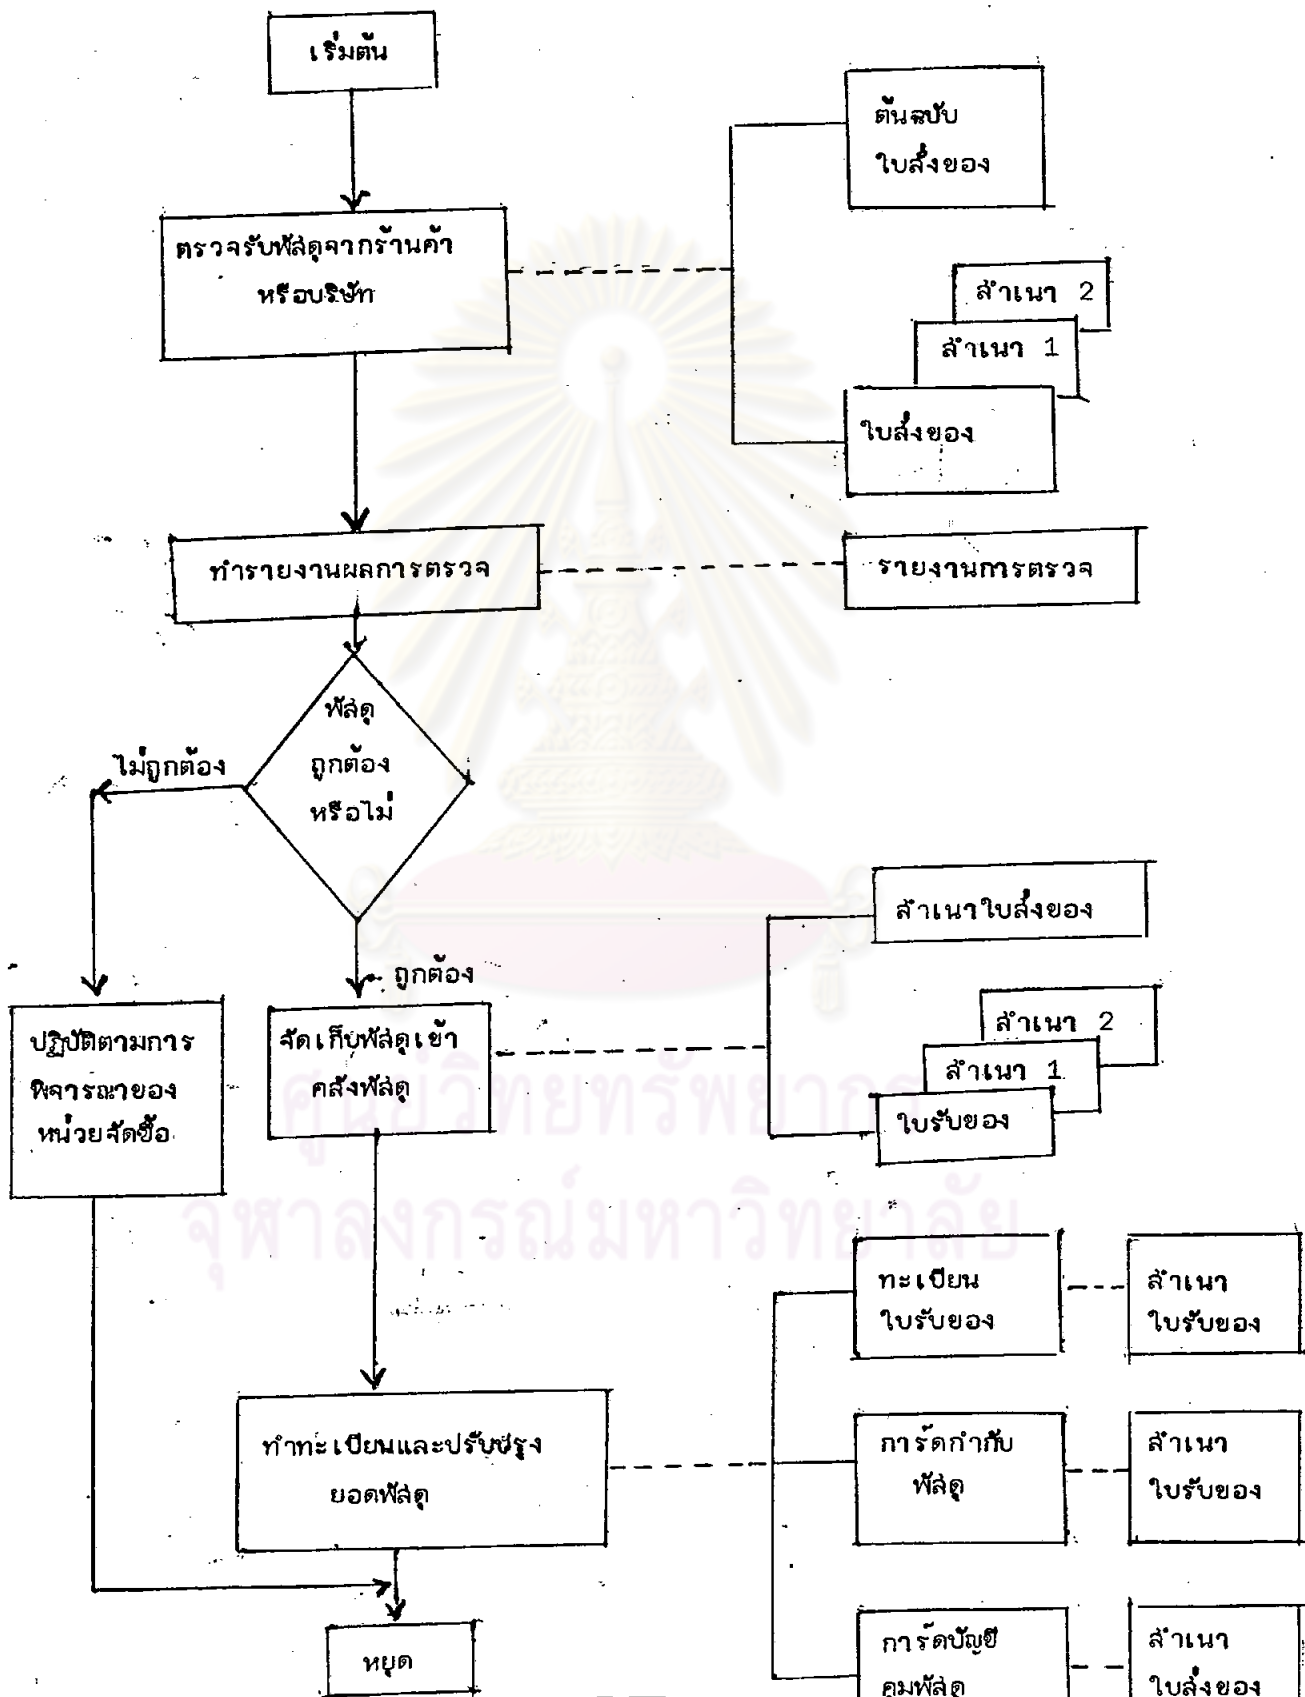 เริ่มต้น
ต้นฉบับ
ใบสั่งของ
ตรวจรับพัสดุจากร้านค้า
หรือบริษัท
สำเนา 2
สำเนา 1
ใบสั่งของ
ทำรายงานผลการตรวจ
รายงานการตรวจ
พัสดุ
ถูกต้อง
หรือไม่
ไม่ถูกต้อง
ถูกต้อง
สำเนาใบสั่งของ
ปฏิบัติตามการ
พิจารณาของ
หน่วยจัดซื้อ
จัดเก็บพัสดุเข้า
คลังพัสดุ
สำเนา 2
สำเนา 1
ใบรับของ
ศูนย์วิทยทรัพยากร
จุฬาลงกรณ์มหาวิทยาลัย
ทะเบียน
ใบรับของ
สำเนา
ใบรับของ
ทำทะเบียนและปรับปรุง
ยอดพัสดุ
การ์ดกำกับ
พัสดุ
สำเนา
ใบรับของ
หยุด
การ์ดบัญชี
คุมพัสดุ
สำเนา
ใบสั่งของ